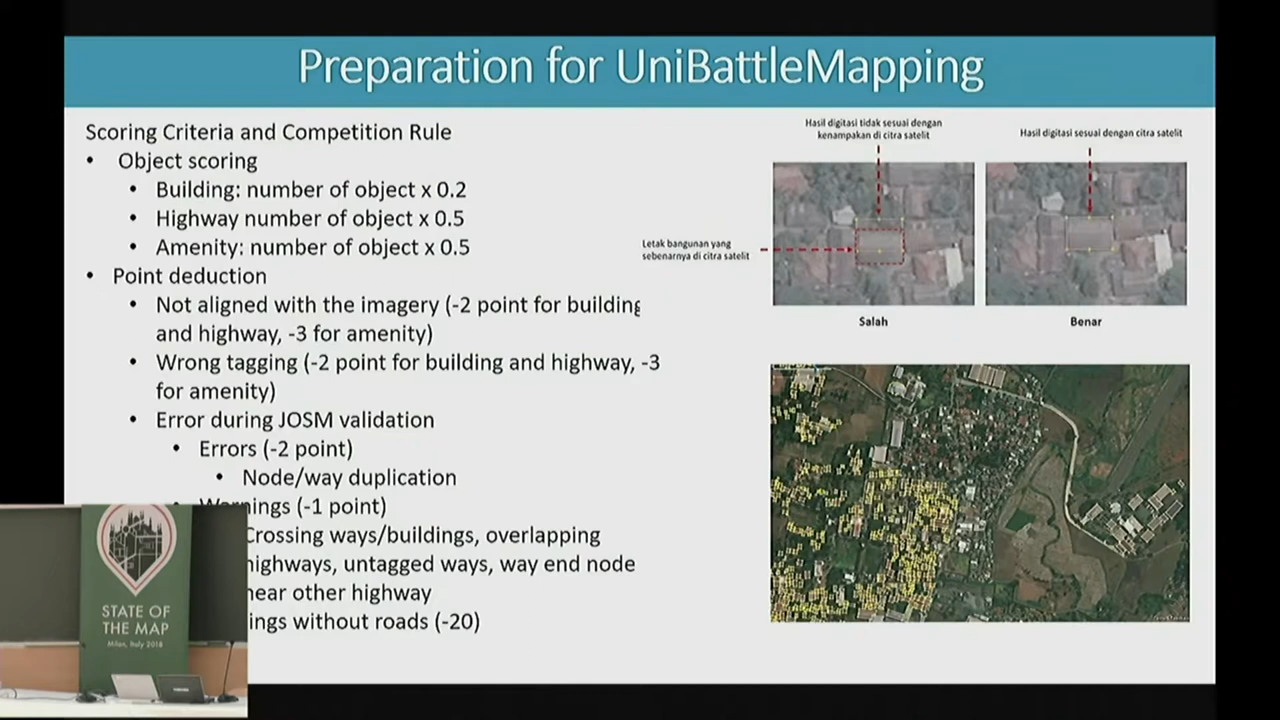 Preparation for UniBattleMapping
Scoring Criteria and Competition Rule
• Object scoring
• Building: number of object x 0.2
• Highway number of object x 0.5
• Amenity: number of object x 0.5
• Point deduction
• Not aligned with the imagery (-2 point for building
and highway, -3 for amenity)
• Wrong tagging (-2 point for building and highway, -3
for amenity)
• Error during JOSM validation
• Errors (-2 point)
• Node/way duplication
• Warnings (-1 point)
Crossing ways/buildings, overlapping
highways, untagged ways, way end node
near other highway
ings without roads (-20)
Hasil digitasi tidak sesuai dengan
kenampakan di citra satelit
Hasil digitasi sesuai dengan citra satelit
Letak bangunan yang
sebenarnya di citra satelit
Salah
Benar
STATE OF
THE MAP
Milan, Italy 2018